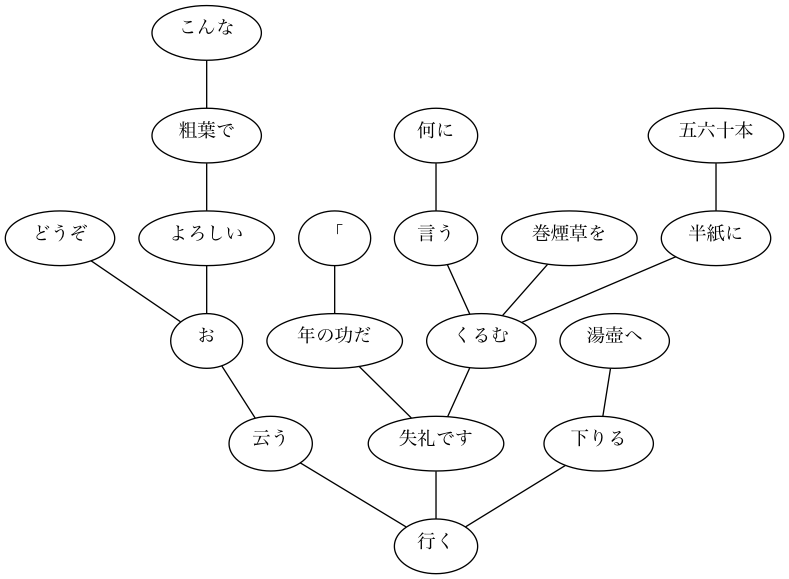 こんな
粗葉で
何に
五六十本
どうぞ
よろしい
「
言う
巻煙草を
半紙に
お
年の功だ
くるむ
湯壺へ
云う
失礼です
下りる
行く